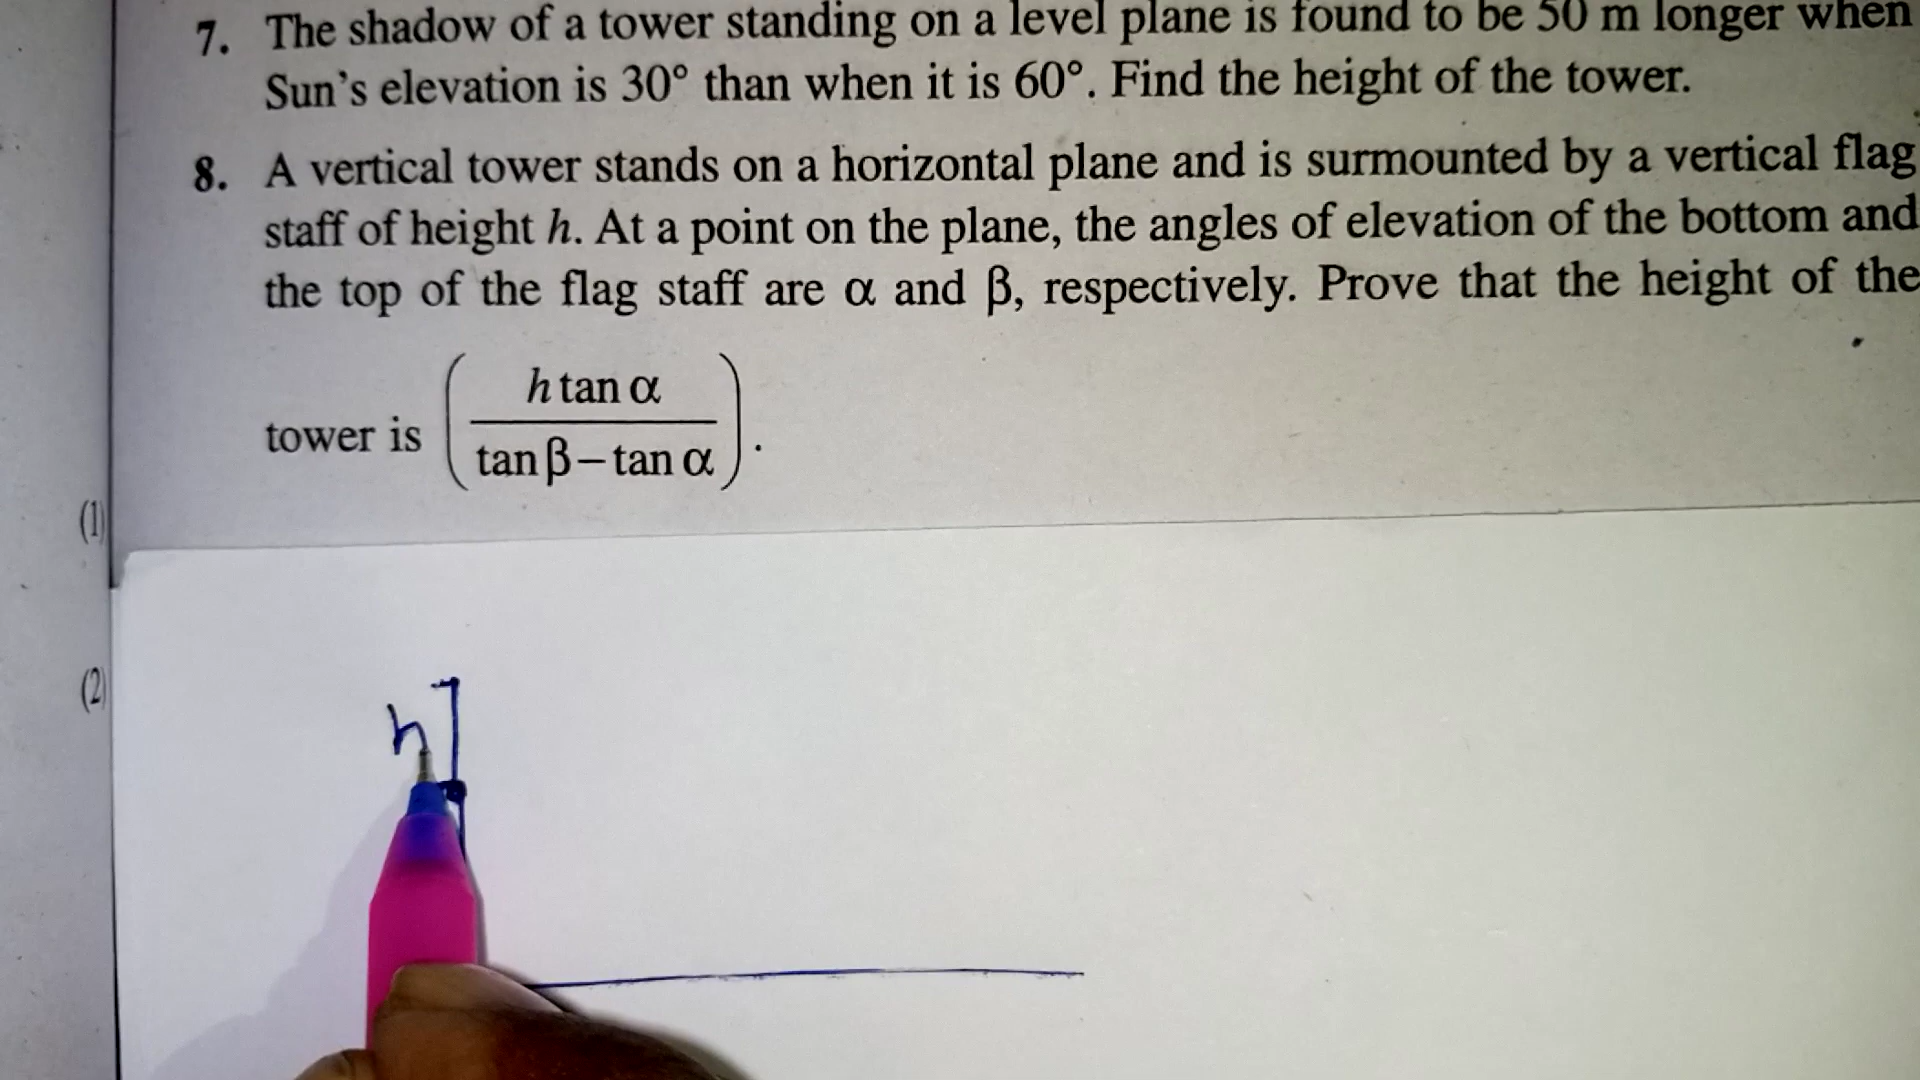 7. The shadow of a tower standing on a level plane is found to be 50 m longer when
Sun's elevation is 30° than when it is 60°. Find the height of the tower.
8. A vertical tower stands on a horizontal plane and is surmounted by a vertical flag
staff of height h. At a point on the plane, the angles of elevation of the bottom and
the top of the flag staff are α and β, respectively. Prove that the height of the
tower is (h tan α / tan β – tan α).
(1)
(2)
h